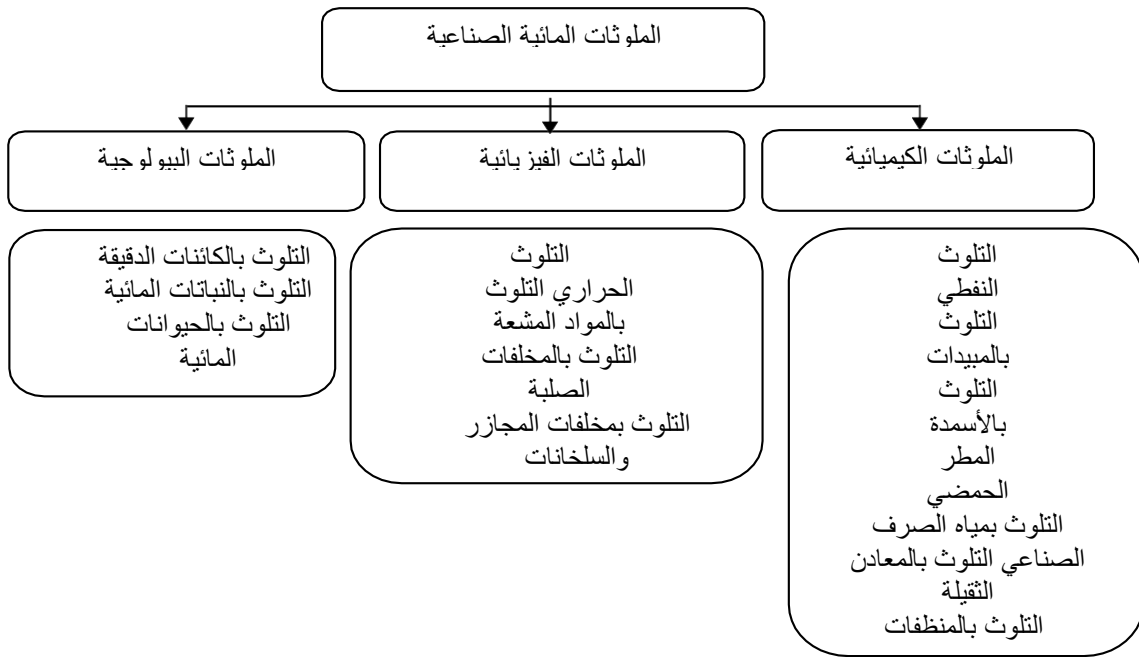 الملوثات المائية الصناعية
الملوثات الكيميائية
الملوثات الفيزيائية
الملوثات البيولوجية
التلوث
النفطي
التلوث
بالمبيدات
التلوث
بالأسمدة
المطر
الحمضي
التلوث بمياه الصرف
الصناعي التلوث بالمعادن
الثقيلة
التلوث بالمنظفات
التلوث
الحراري التلوث
بالمواد المشعة
التلوث بالمخلفات
الصلبة
التلوث بمخلفات المجازر
والسلخانات
التلوث بالكائنات الدقيقة
التلوث بالنباتات المائية
التلوث بالحيوانات
المائية